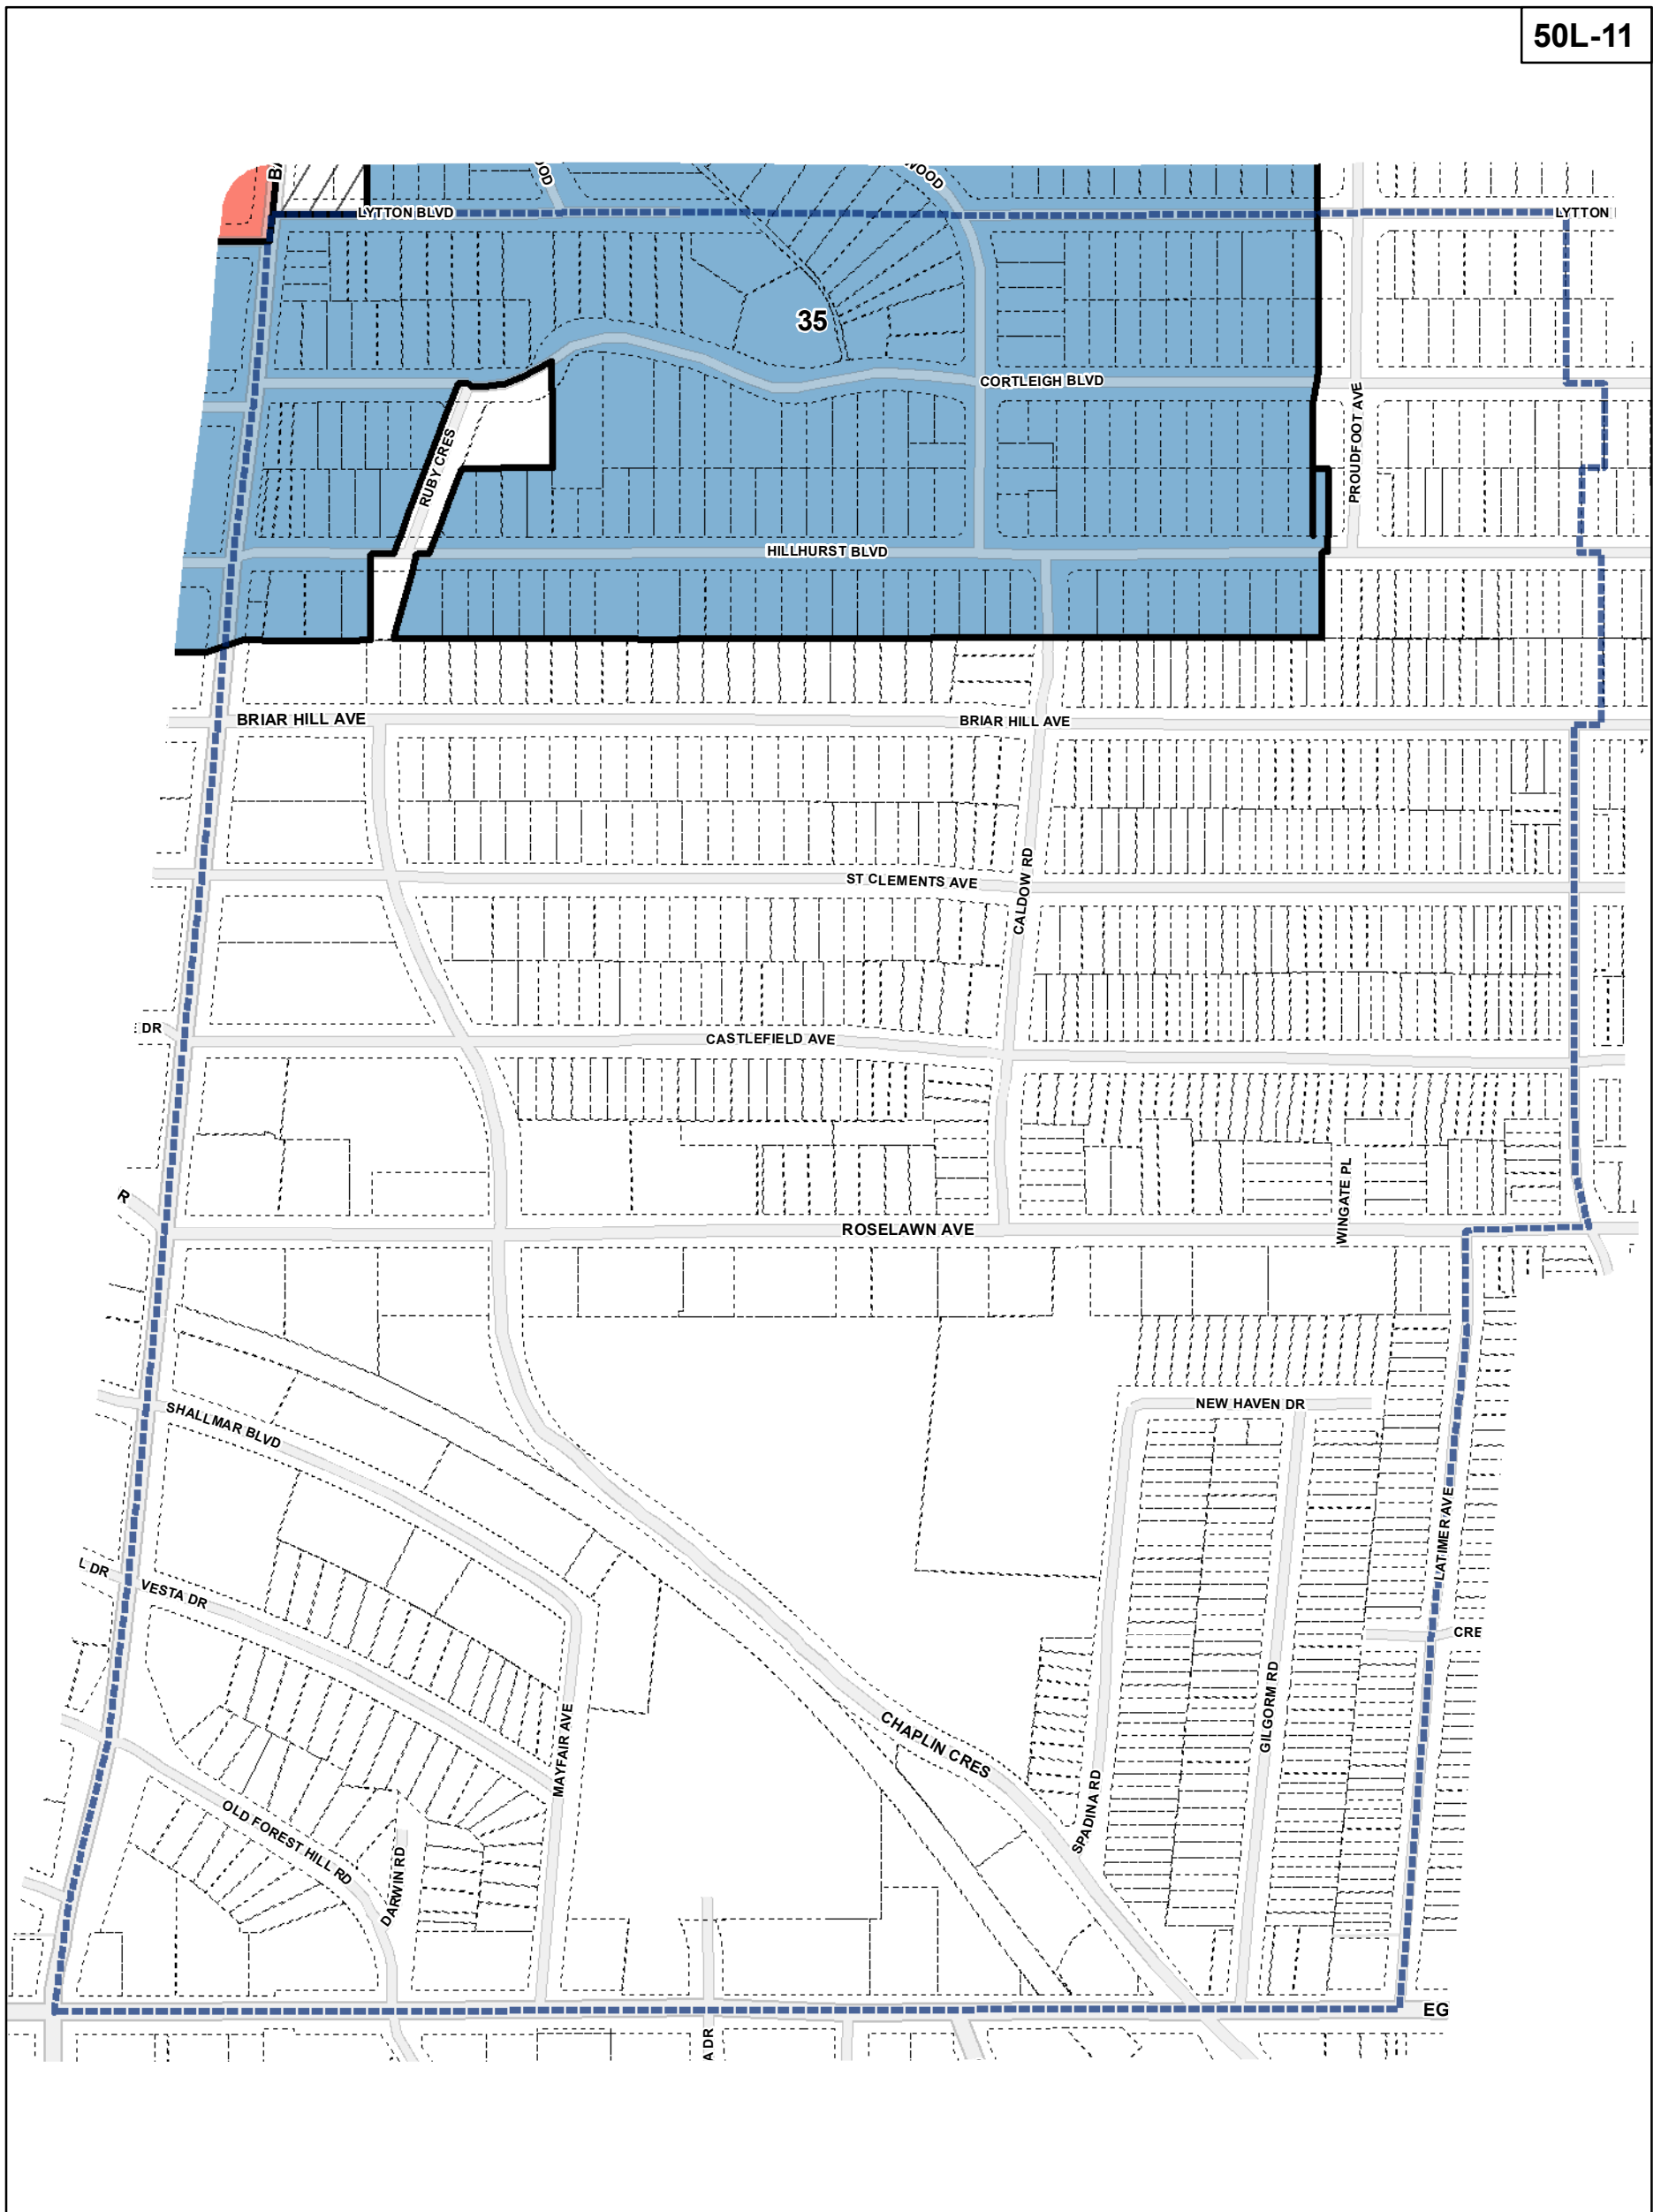 50L-11
B
OOD
WOOD
LYTTON BLVD
LYTTON
35
CORTLEIGH BLVD
PROUDFOOT AVE
RUBY CRES
HILLHURST BLVD
BRIAR HILL AVE
BRIAR HILL AVE
ST CLEMENTS AVE
CALDOW RD
DR
CASTLEFIELD AVE
WINGATE PL
R
ROSELAWN AVE
NEW HAVEN DR
SHALLMAR BLVD
LATIMER AVE
L DR
VESTA DR
CRE
GILGORM RD
MAYFAIR AVE
CHAPLIN CRES
SPADINA RD
OLD FOREST HILL RD
DARWIN RD
EG
A DR